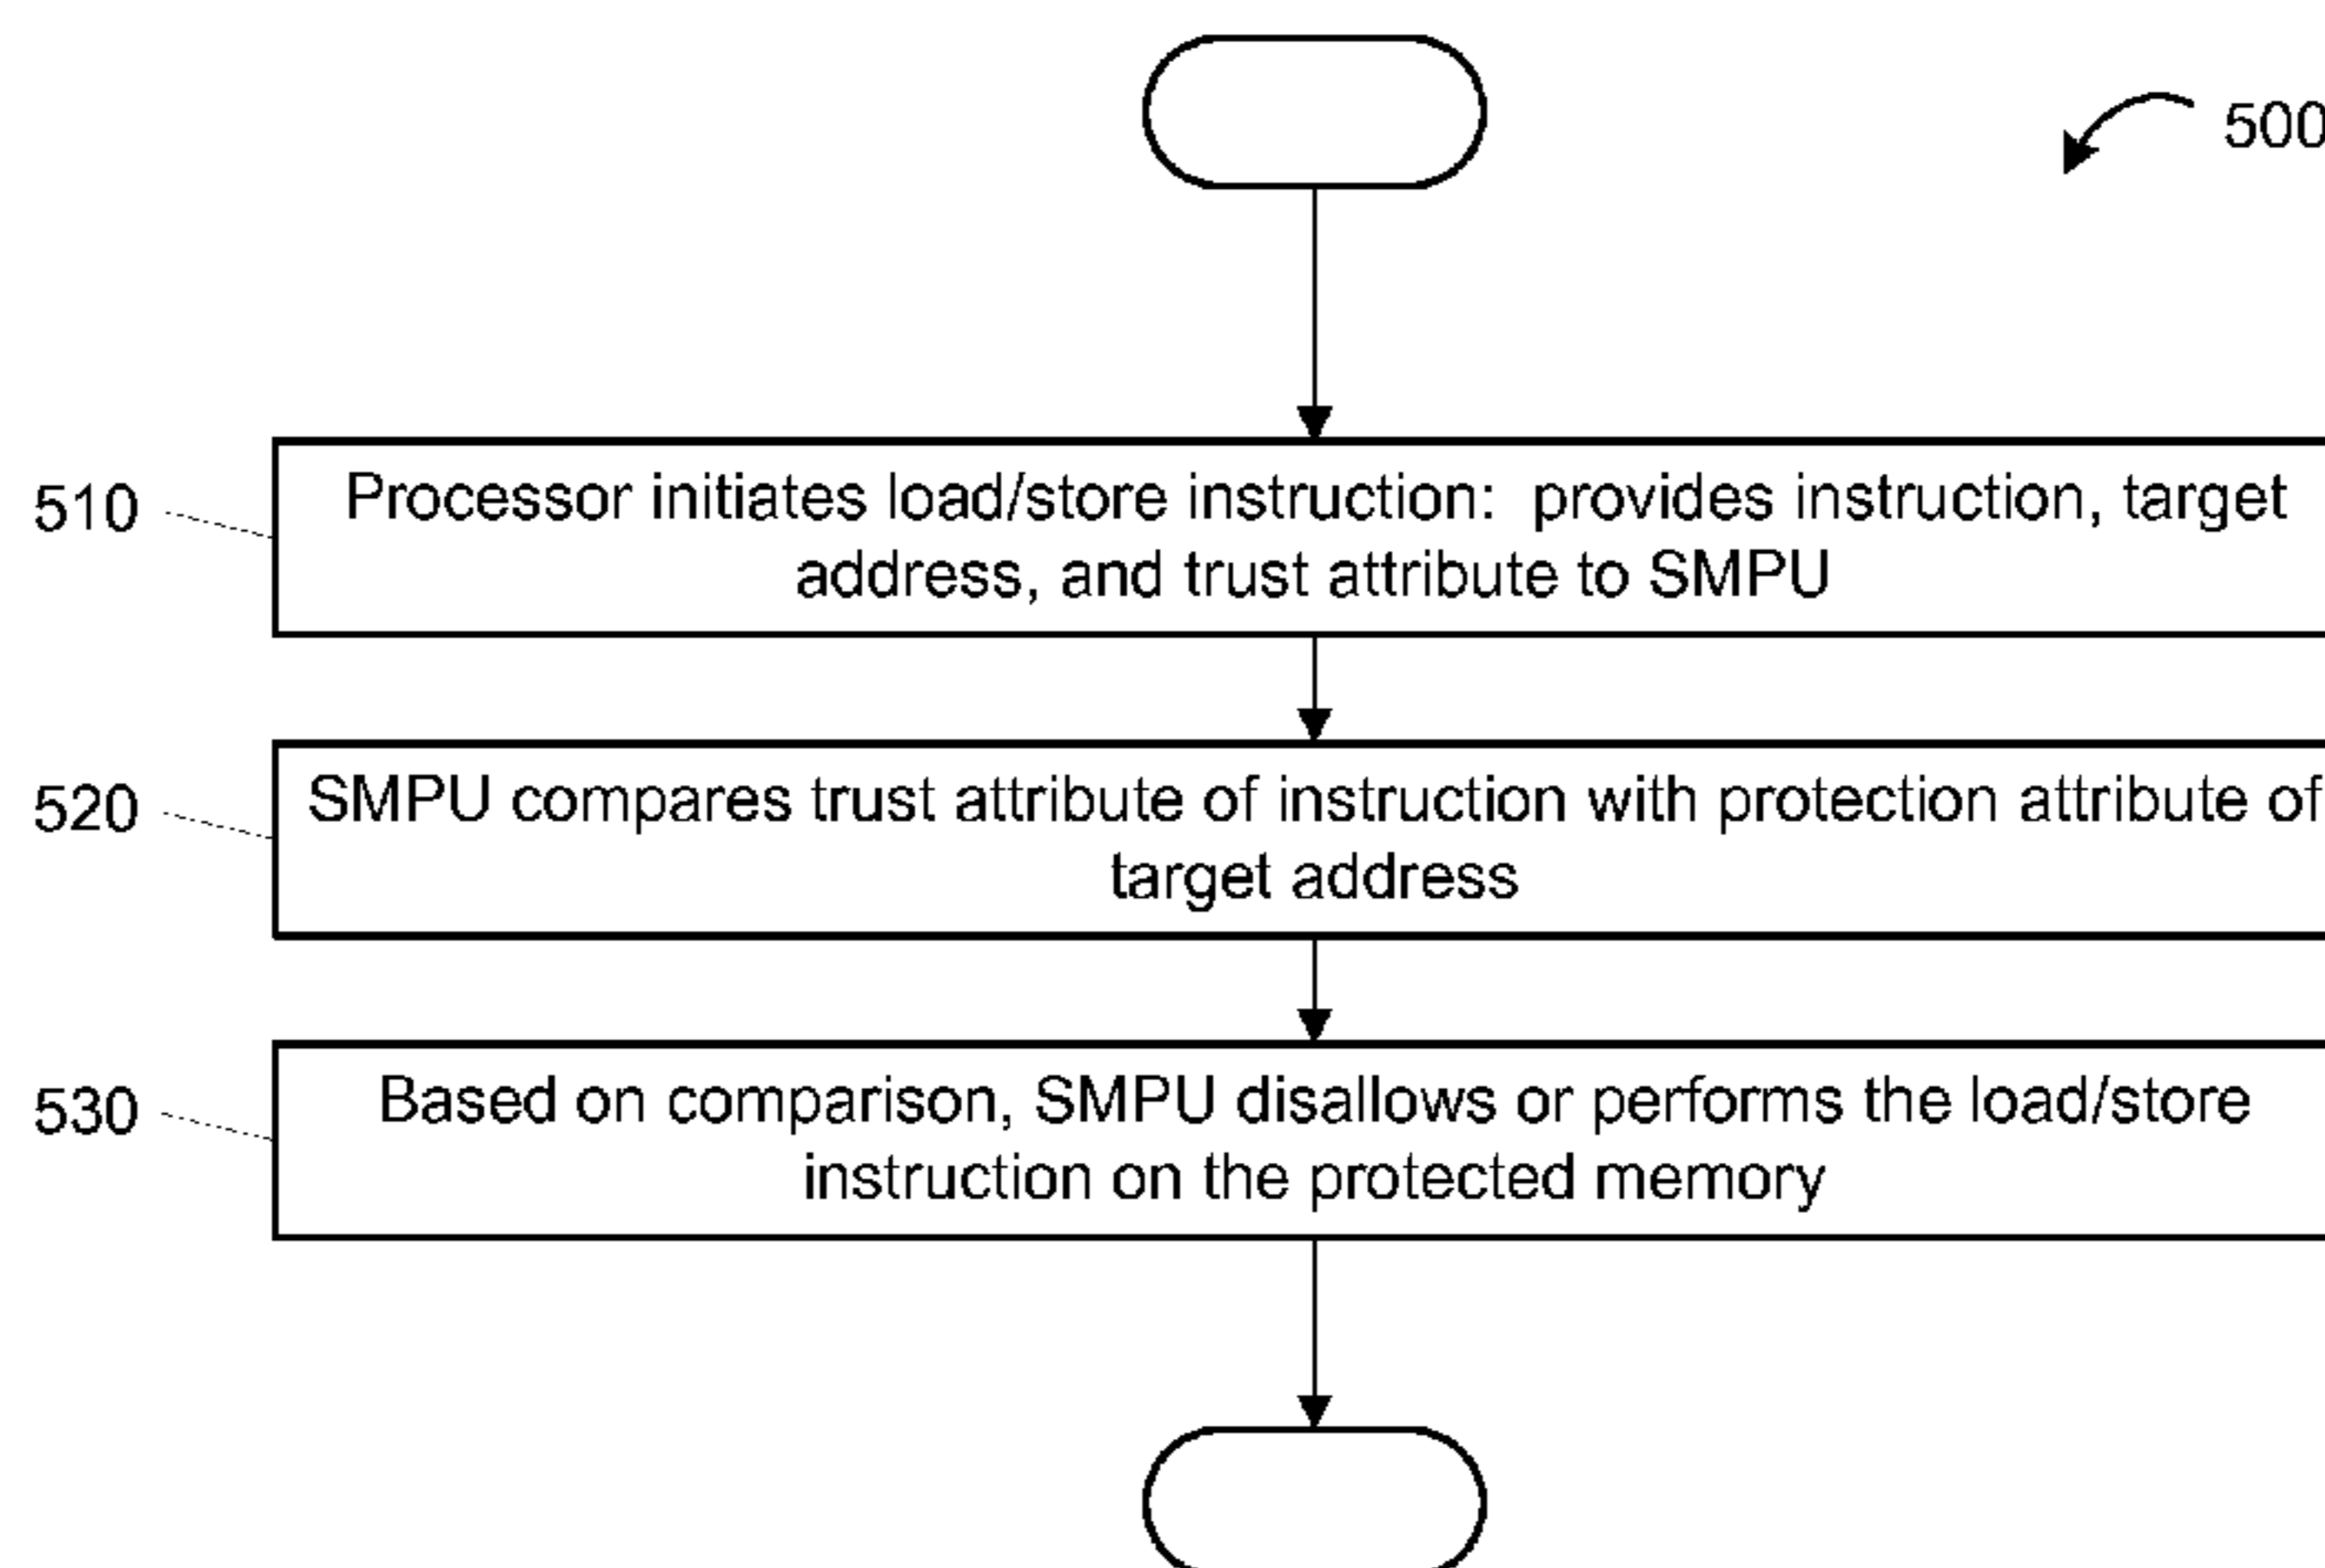 500
510
Processor initiates load/store instruction: provides instruction, target
address, and trust attribute to SMPU
520
SMPU compares trust attribute of instruction with protection attribute of
target address
530
Based on comparison, SMPU disallows or performs the load/store
instruction on the protected memory